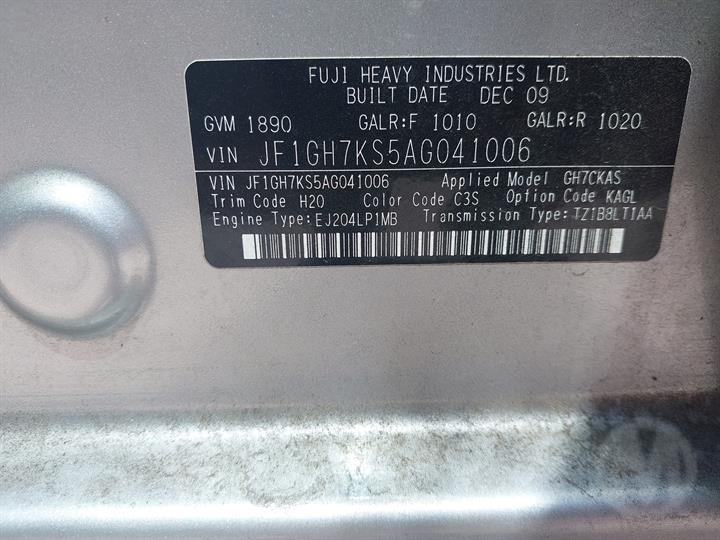 FUJI HEAVY INDUSTRIES LTD.
BUILT DATE DEC 09
GVM 1890 GALR:F 1010 GALR:R 1020
VIN JF1GH7KS5AG041006
VIN JF1GH7KS5AG041006 Applied Model GH7CKAS
Trim Code H20 Color Code C3S Option Code KAGL
Engine Type:EJ204LP1MB Transmission Type:TZ1B8LT1AA